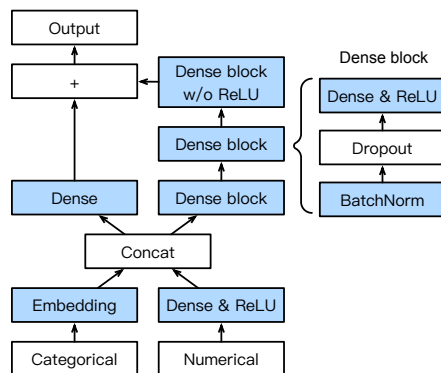 Output
+
Dense block
w/o ReLU
Dense block
Dense
Dense block
Concat
Embedding
Dense & ReLU
Categorical
Numerical
Dense block
Dense & ReLU
Dropout
BatchNorm